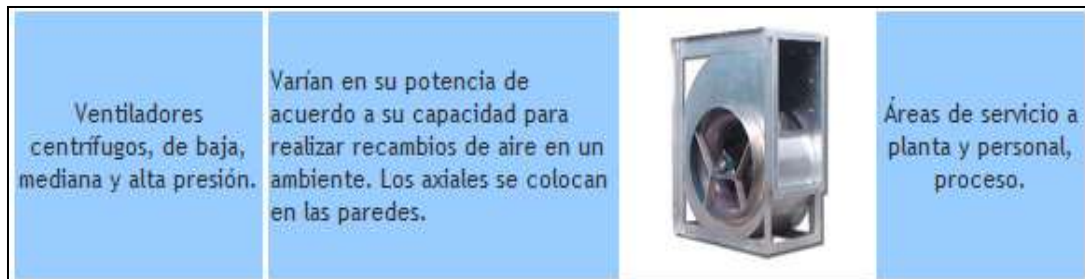 Ventiladores
centrífugos, de baja,
mediana y alta presión.
Varían en su potencia de
acuerdo a su capacidad para
realizar recambios de aire en un
ambiente. Los axiales se colocan
en las paredes.
Áreas de servicio a
planta y personal,
proceso.